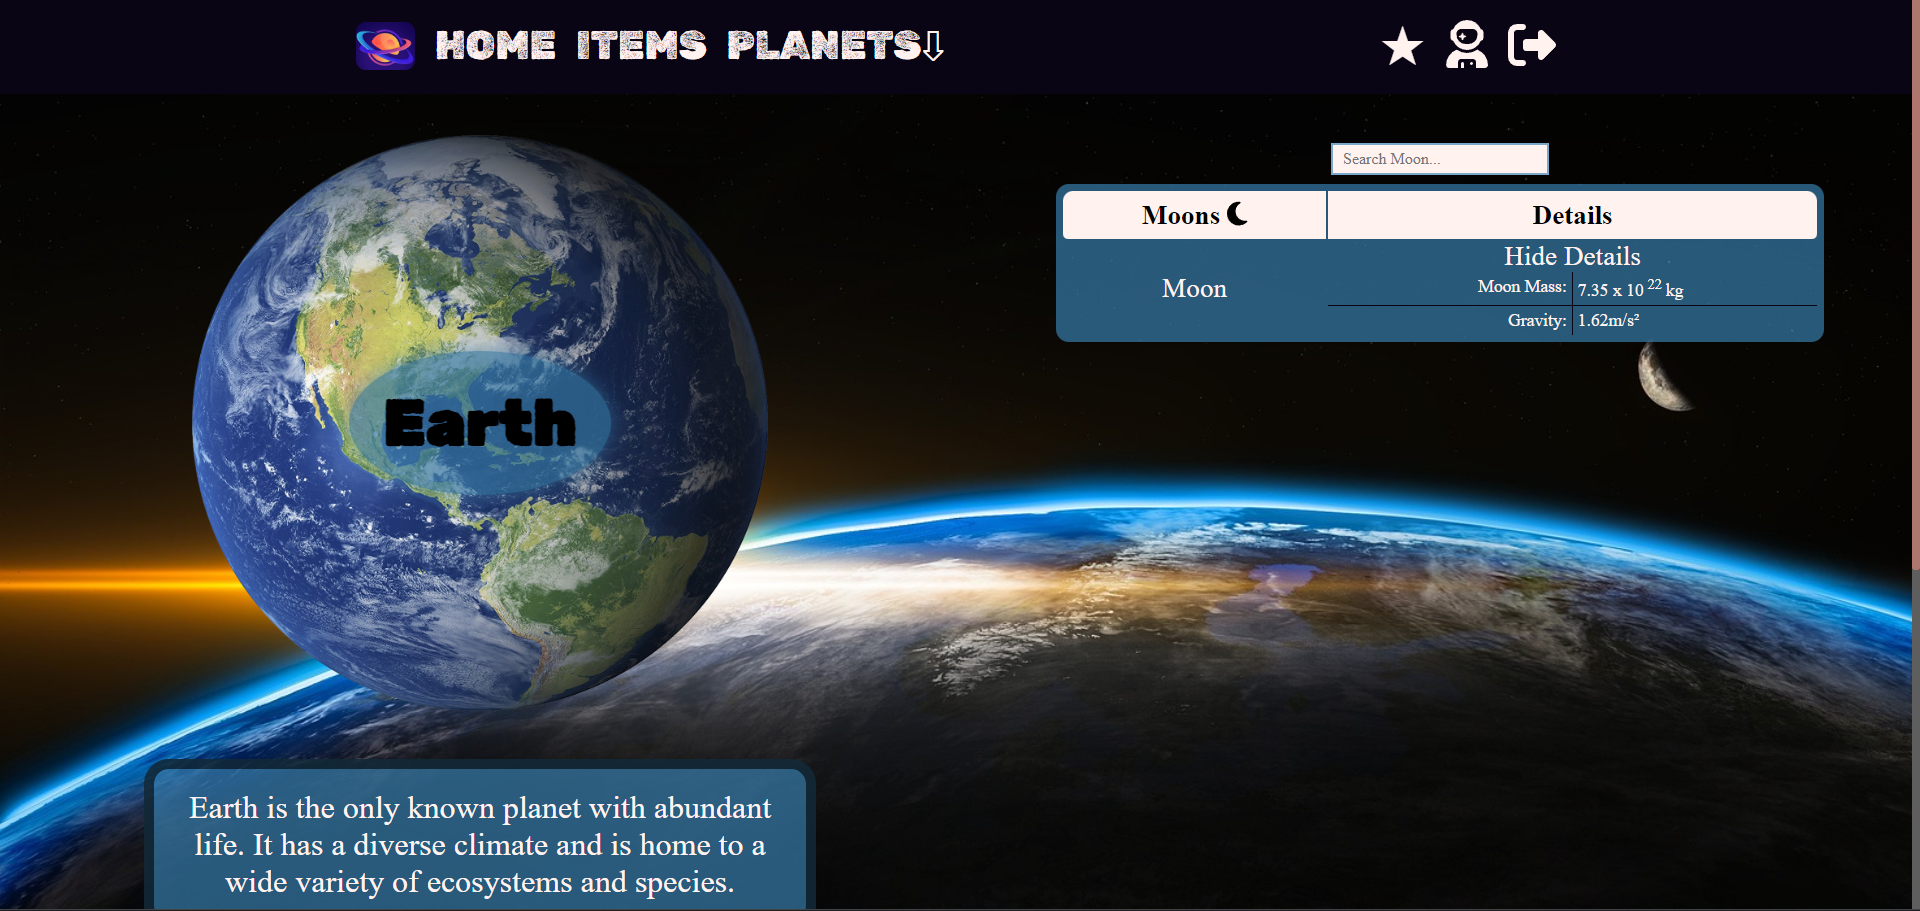 HOME ITEMS PLANETS⇩
Search Moon...
Moons Details
Hide Details
Moon
Moon Mass: 7.35 x 10 22 kg
Gravity: 1.62m/s²
Earth
Earth is the only known planet with abundant
life. It has a diverse climate and is home to a
wide variety of ecosystems and species.